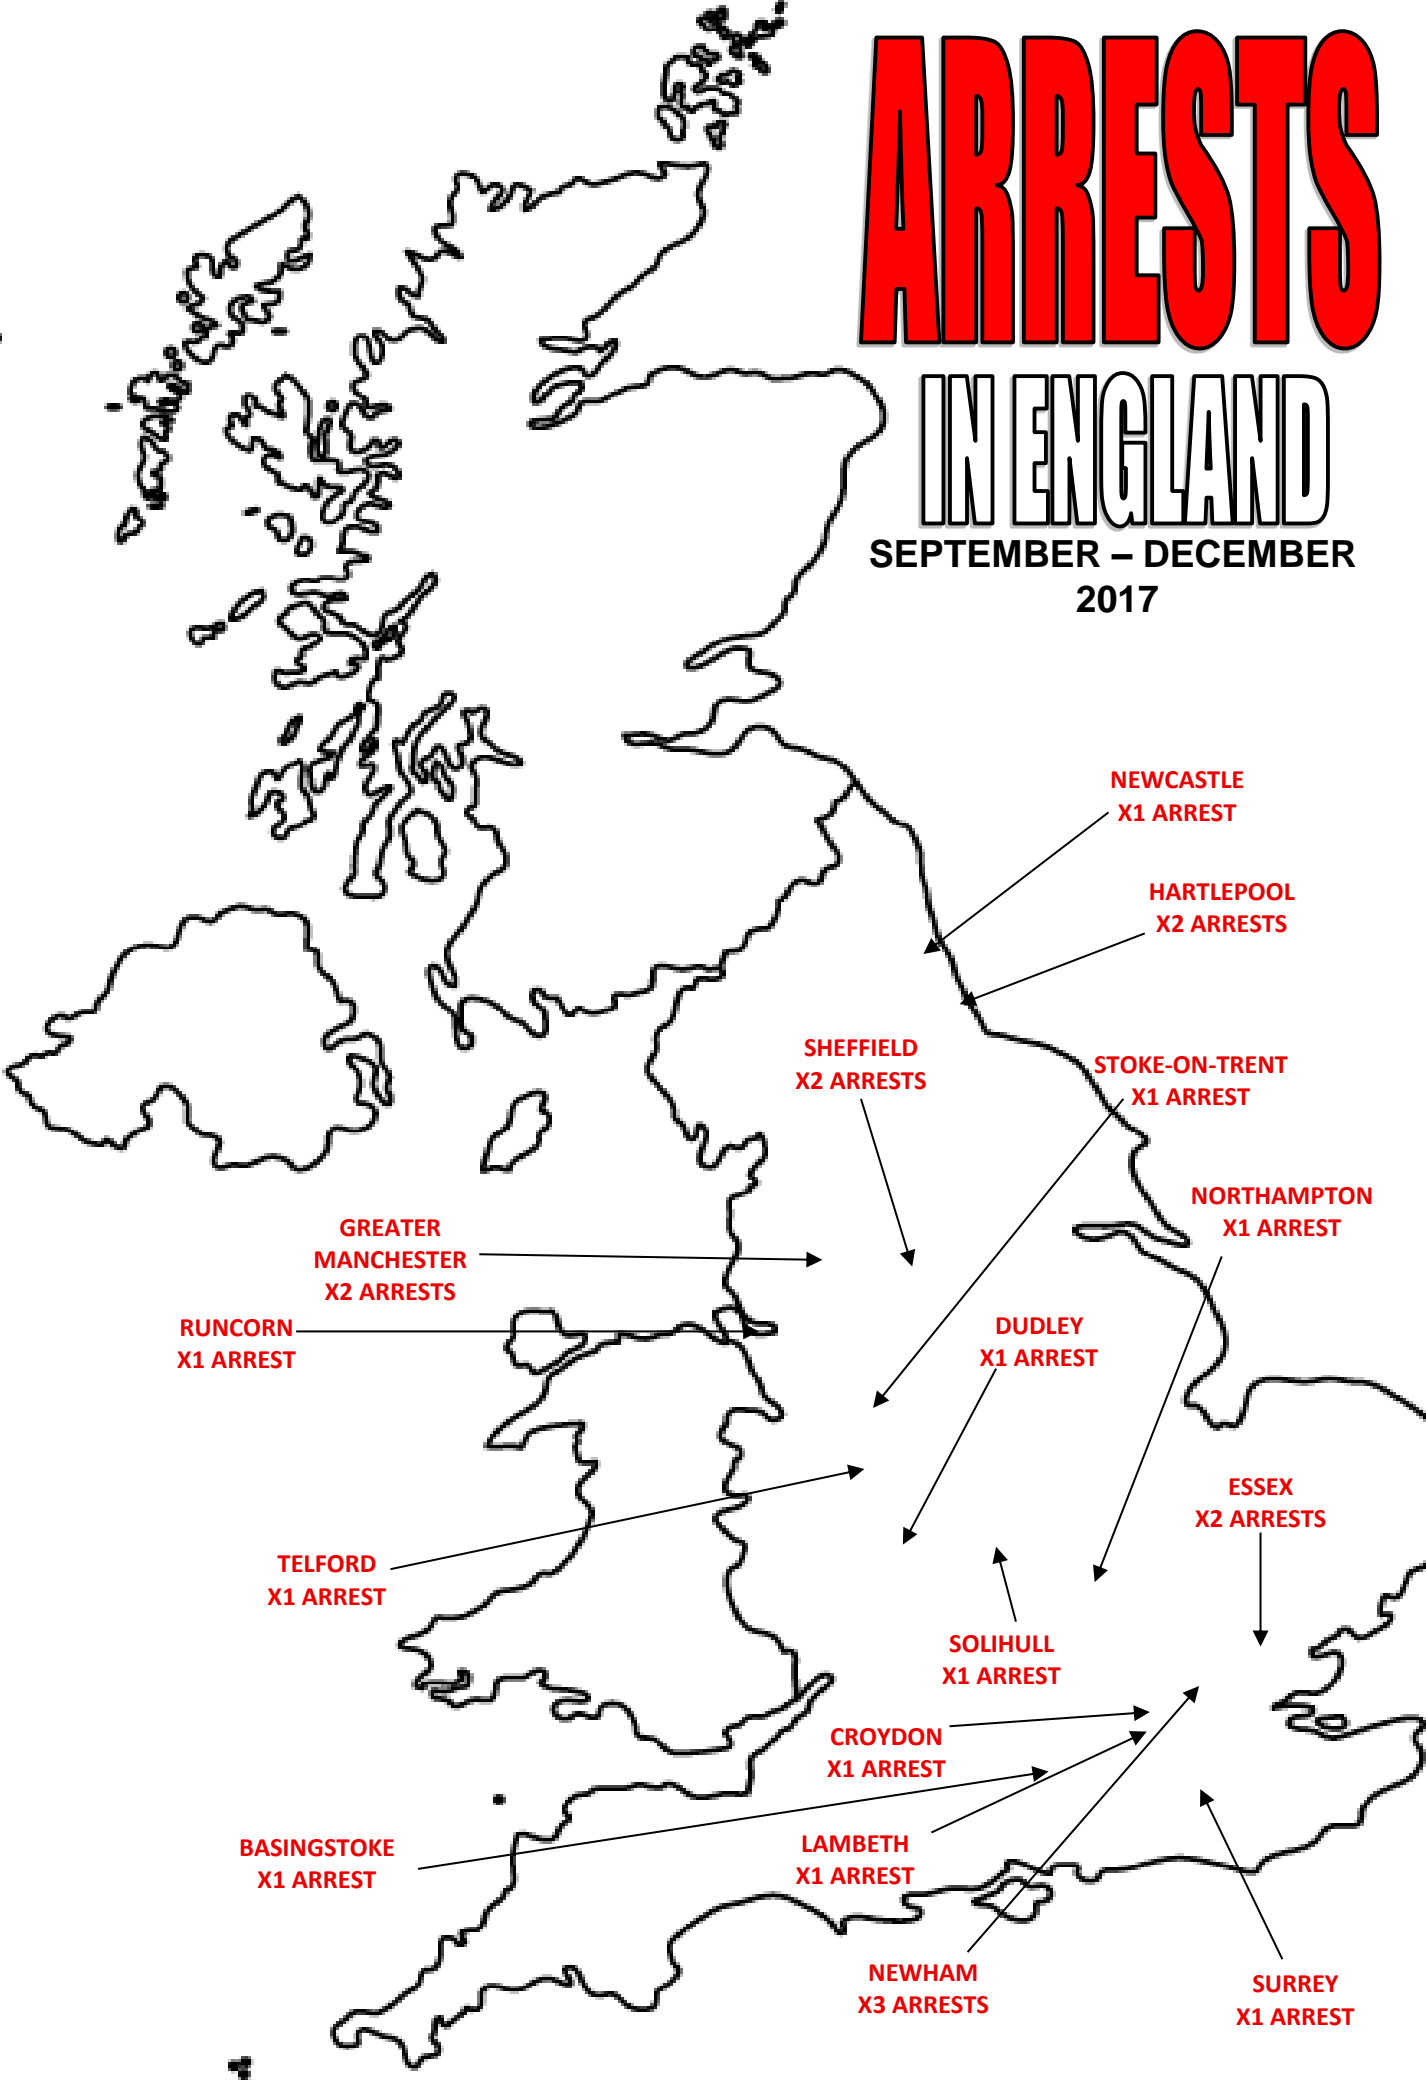 ARRESTS
IN ENGLAND
SEPTEMBER – DECEMBER
2017
NEWCASTLE
X1 ARREST
HARTLEPOOL
X2 ARRESTS
SHEFFIELD
X2 ARRESTS
STOKE-ON-TRENT
X1 ARREST
NORTHAMPTON
X1 ARREST
GREATER
MANCHESTER
X2 ARRESTS
RUNCORN
X1 ARREST
DUDLEY
X1 ARREST
ESSEX
X2 ARRESTS
TELFORD
X1 ARREST
SOLIHULL
X1 ARREST
CROYDON
X1 ARREST
BASINGSTOKE
X1 ARREST
LAMBETH
X1 ARREST
NEWHAM
X3 ARRESTS
SURREY
X1 ARREST